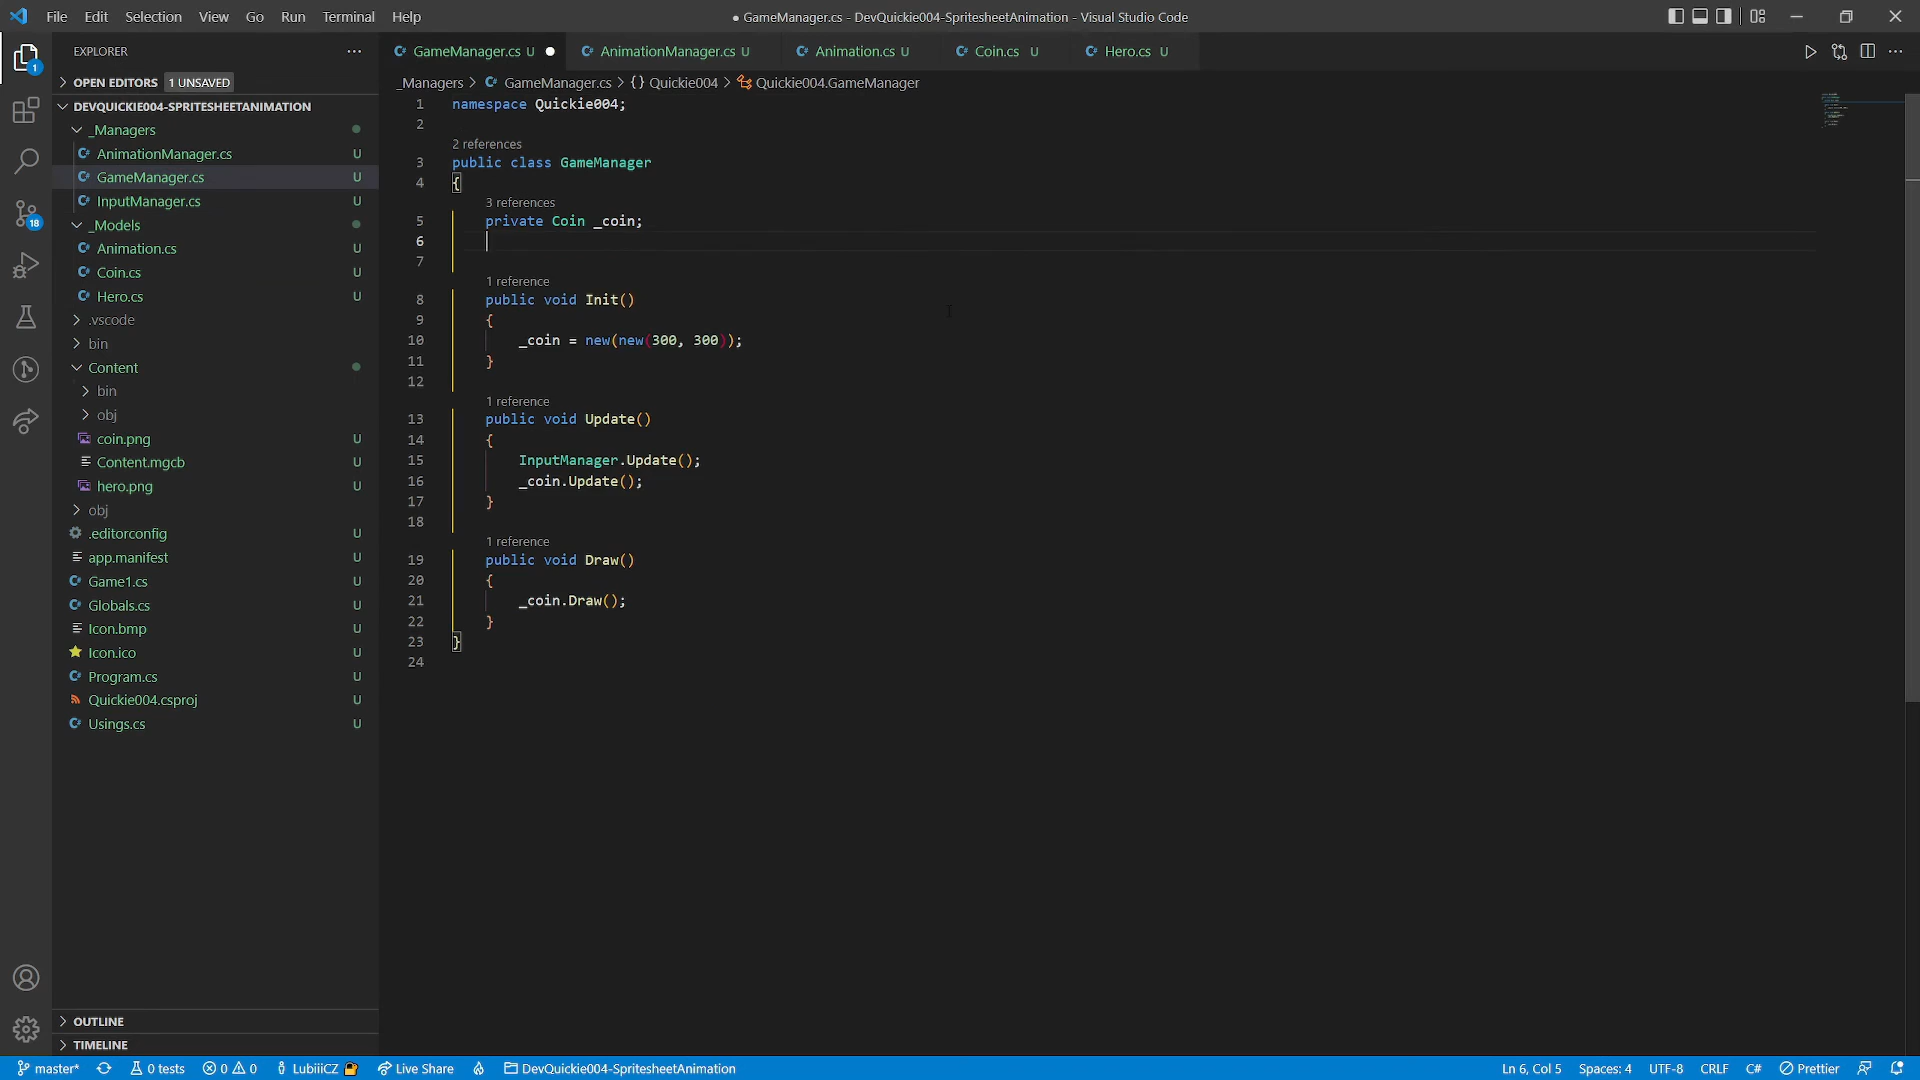 File Edit Selection View Go Run Terminal Help
● GameManager.cs - DevQuickie004-SpritesheetAnimation - Visual Studio Code
EXPLORER
OPEN EDITORS 1 UNSAVED
DEVQUICKIE004-SPRITESHEETANIMATION
_Managers
AnimationManager.cs U
GameManager.cs U
InputManager.cs U
_Models
Animation.cs U
Coin.cs U
Hero.cs U
.vscode
bin
Content
bin
obj
coin.png U
Content.mgcb U
hero.png U
obj
.editorconfig U
app.manifest U
Game1.cs U
Globals.cs U
Icon.bmp U
Icon.ico U
Program.cs U
Quickie004.csproj U
Usings.cs U
OUTLINE
TIMELINE
1
18
GameManager.cs U ● AnimationManager.cs U Animation.cs U Coin.cs U Hero.cs U
_Managers > GameManager.cs > {} Quickie004 > Quickie004.GameManager
1 namespace Quickie004;
2
2 references
3 public class GameManager
4 {
3 references
5 private Coin _coin;
6
7
1 reference
8 public void Init()
9 {
10 _coin = new(new(300, 300));
11 }
12
1 reference
13 public void Update()
14 {
15 InputManager.Update();
16 _coin.Update();
17 }
18
1 reference
19 public void Draw()
20 {
21 _coin.Draw();
22 }
23 }
24
master* 0 tests 0 0 LubiiiCZ Live Share DevQuickie004-SpritesheetAnimation Ln 6, Col 5 Spaces: 4 UTF-8 CRLF C# Prettier